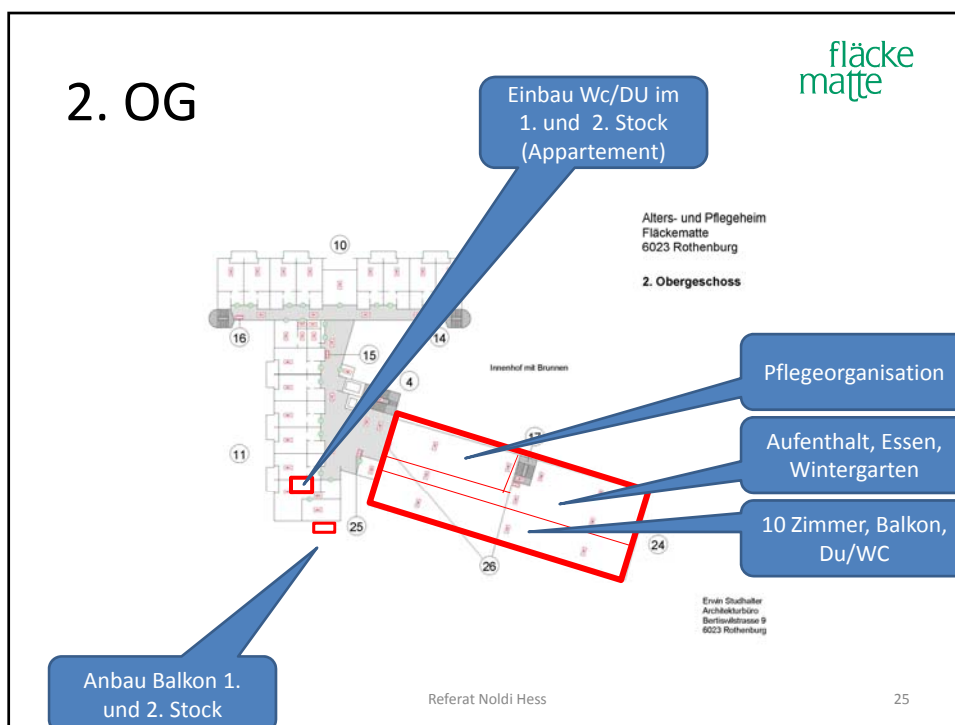 2. OG
fläcke
matte
Einbau Wc/DU im
1. und 2. Stock
(Appartement)
Alters- und Pflegeheim
Fläckematte
6023 Rothenburg
2. Obergeschoss
10
16
14
15
4
Innenhof mit Brunnen
Pflegeorganisation
17
Aufenthalt, Essen,
Wintergarten
11
10 Zimmer, Balkon,
Du/WC
25
24
26
Erwin Studhalter
Architekturbüro
Bertiswilstrasse 9
6023 Rothenburg
Anbau Balkon 1.
und 2. Stock
Referat Noldi Hess
25